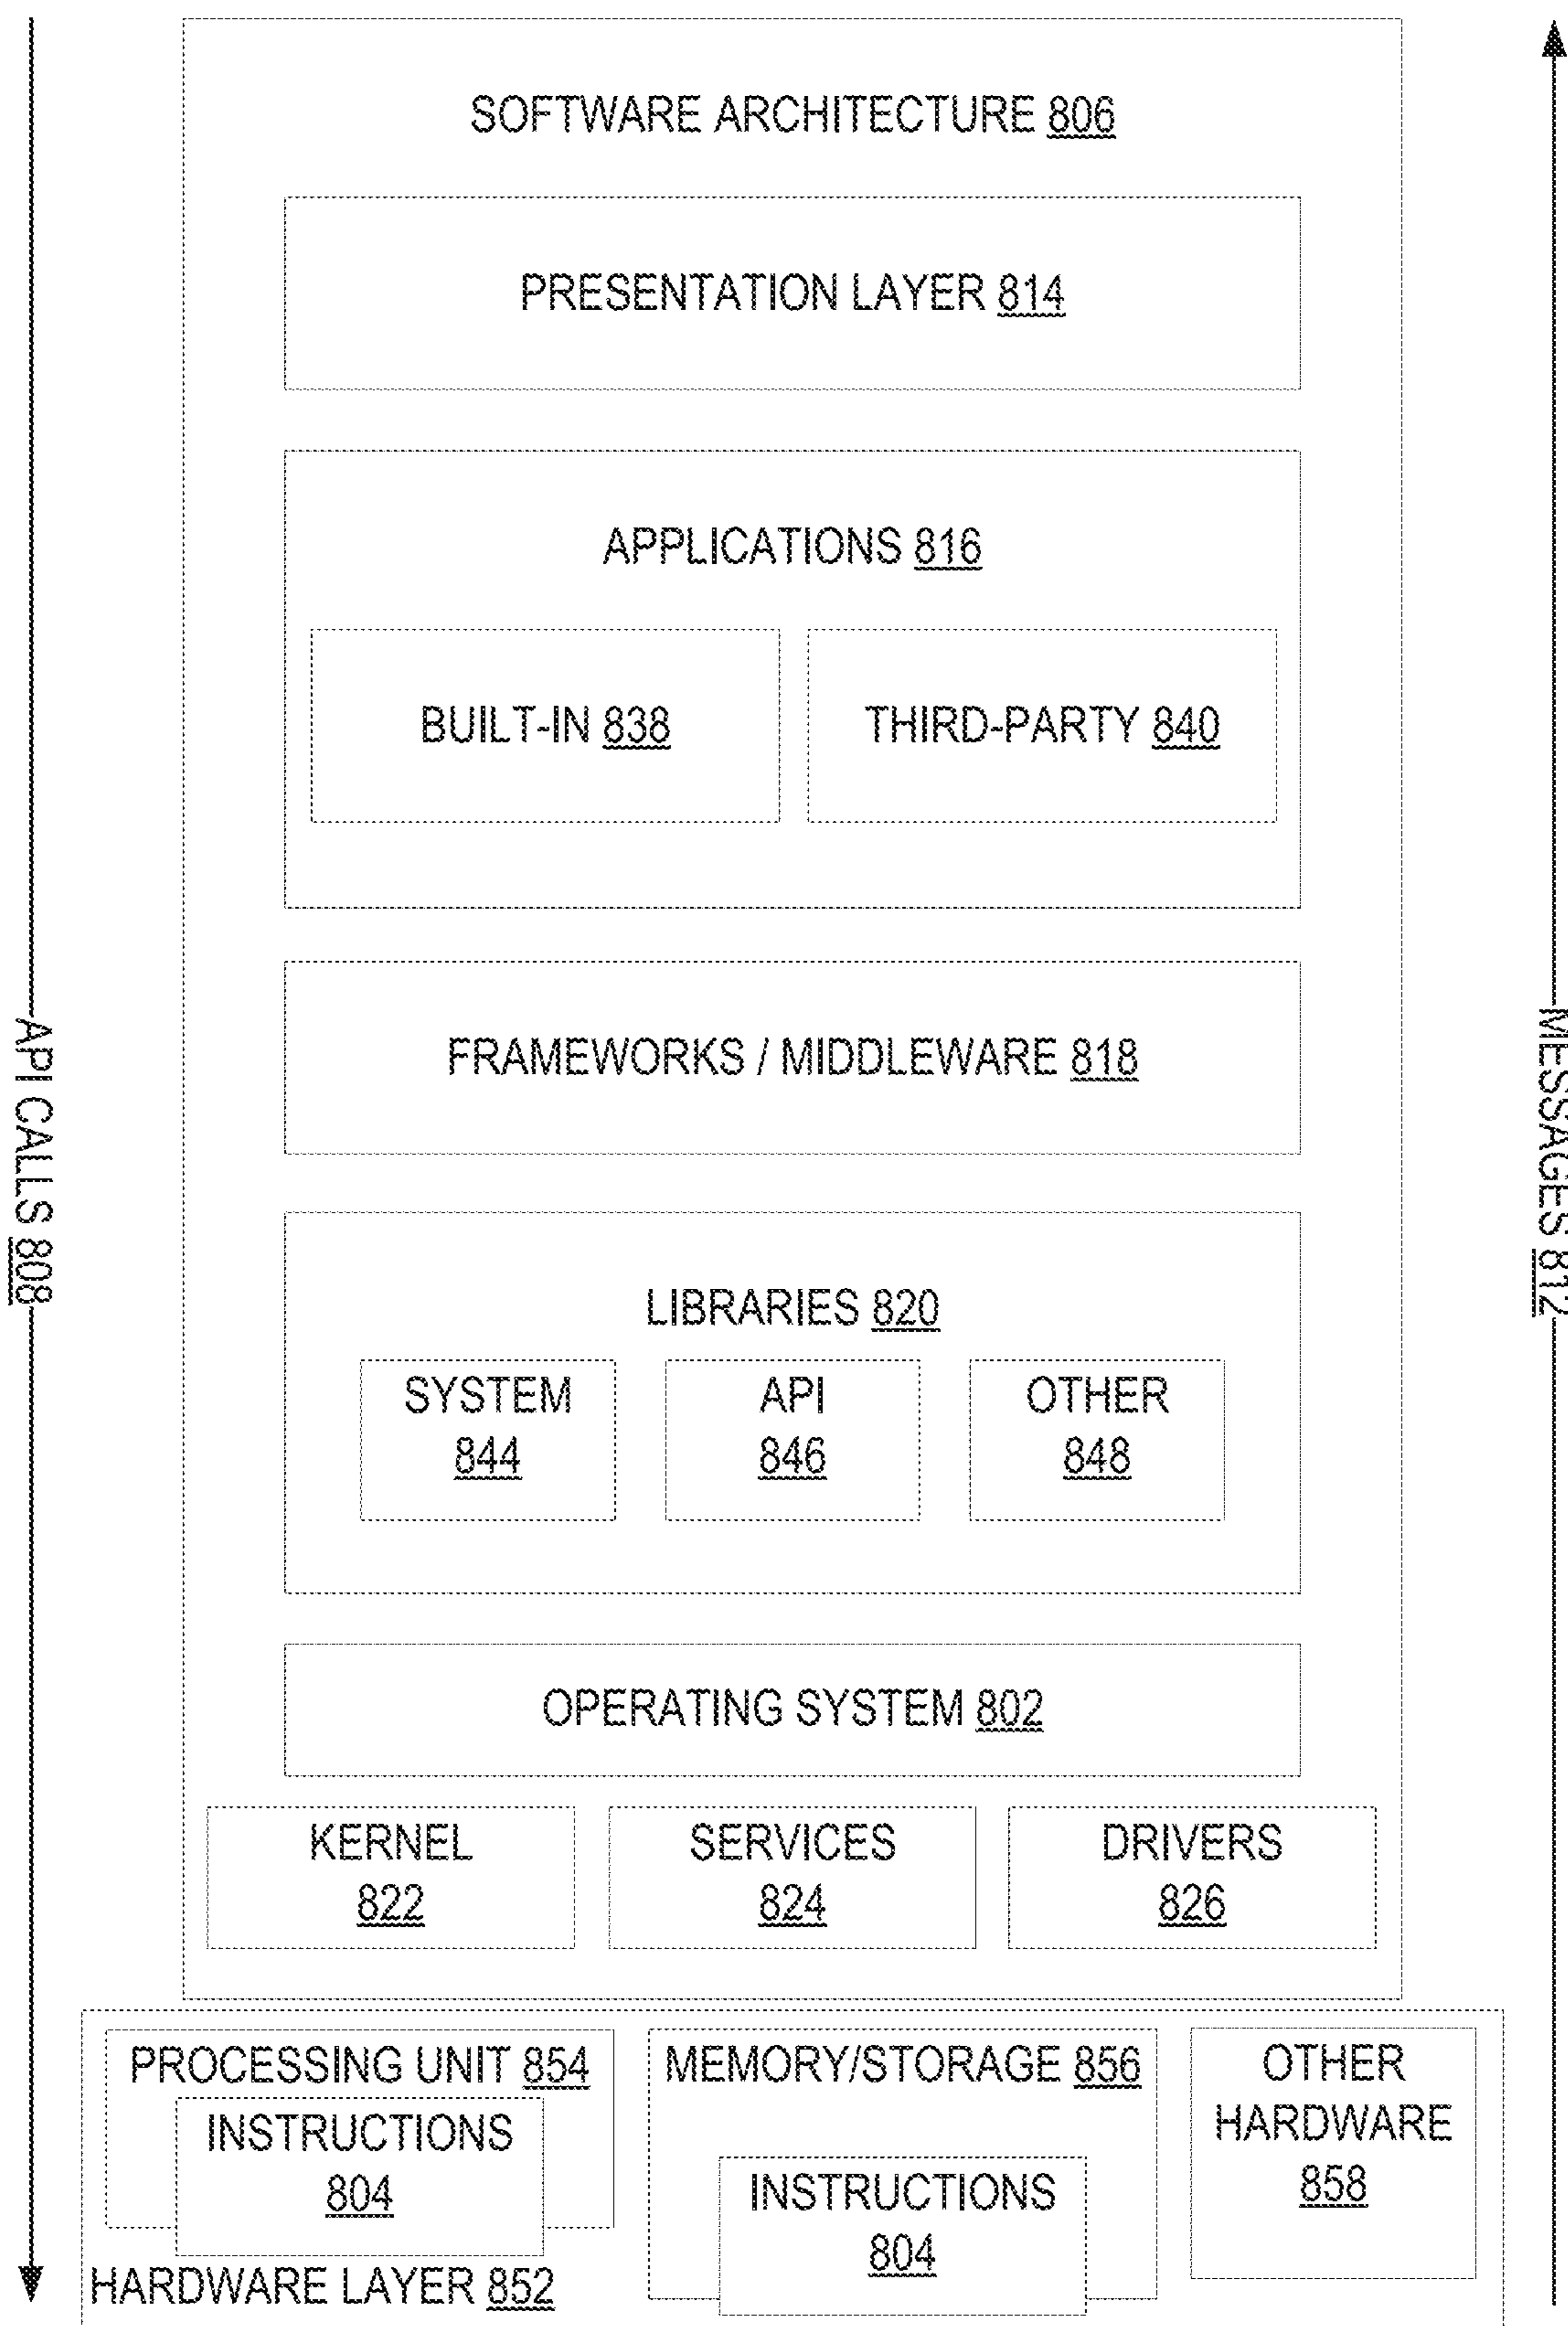 SOFTWARE ARCHITECTURE 806
PRESENTATION LAYER 814
APPLICATIONS 816
BUILT-IN 838
THIRD-PARTY 840
FRAMEWORKS / MIDDLEWARE 818
API CALLS 808
MESSAGES 812
LIBRARIES 820
SYSTEM
844
API
846
OTHER
848
OPERATING SYSTEM 802
KERNEL
822
SERVICES
824
DRIVERS
826
PROCESSING UNIT 854
INSTRUCTIONS
804
MEMORY/STORAGE 856
INSTRUCTIONS
804
OTHER
HARDWARE
858
HARDWARE LAYER 852